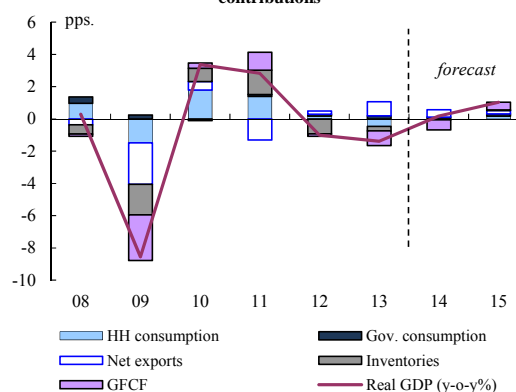 contributions
pps.
6
4
2
0
-2
-4
-6
-8
-10
forecast
08 09 10 11 12 13 14 15
HH consumption Gov. consumption
Net exports Inventories
GFCF Real GDP (y-o-y%)